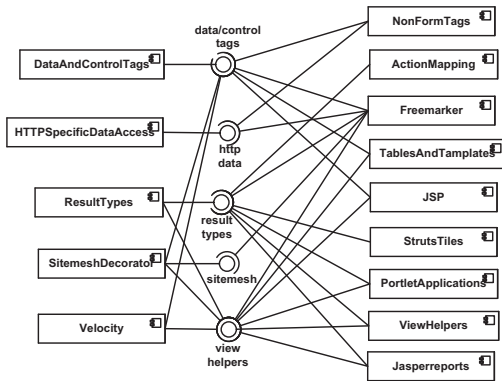 data/control
tags
NonFormTags
DataAndControlTags
ActionMapping
Freemarker
HTTPSpecificDataAccess
http
data
TablesAndTamplates
ResultTypes
JSP
result
types
StrutsTiles
SitemeshDecorator
sitemesh
PortletApplications
Velocity
ViewHelpers
view
helpers
Jasperreports